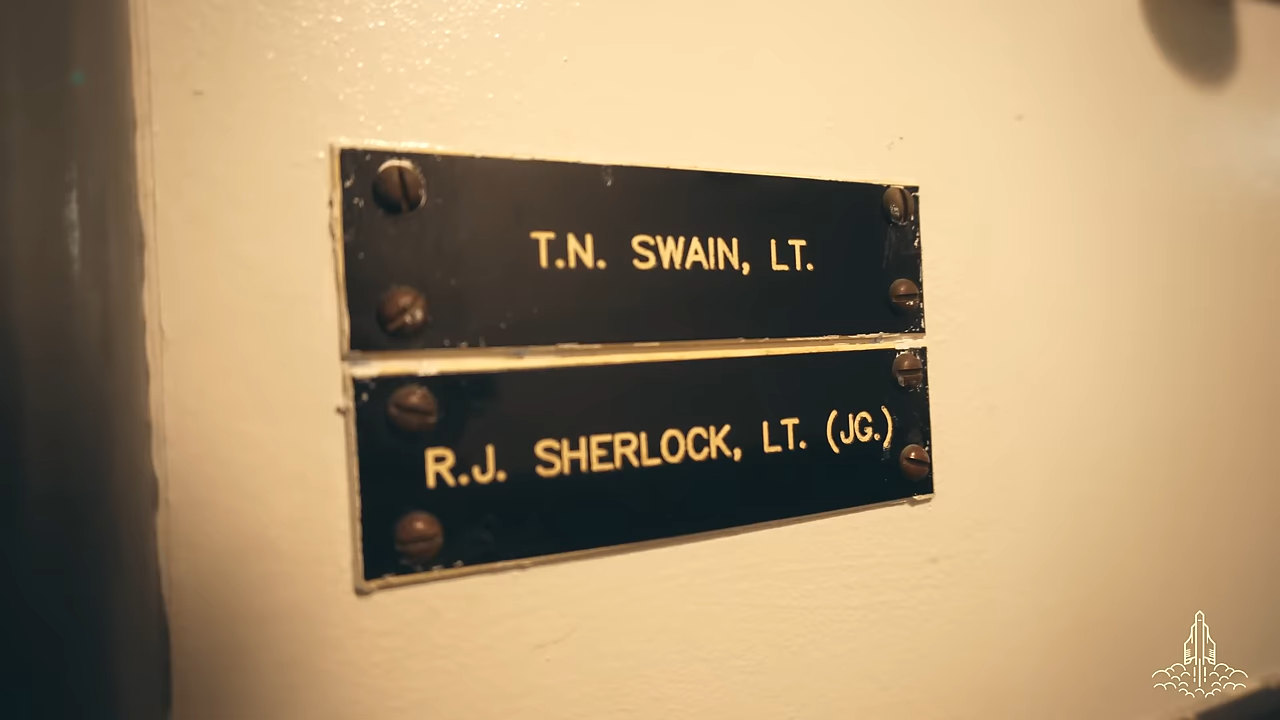 T.N. SWAIN, LT.
R.J. SHERLOCK, LT. (JG.)